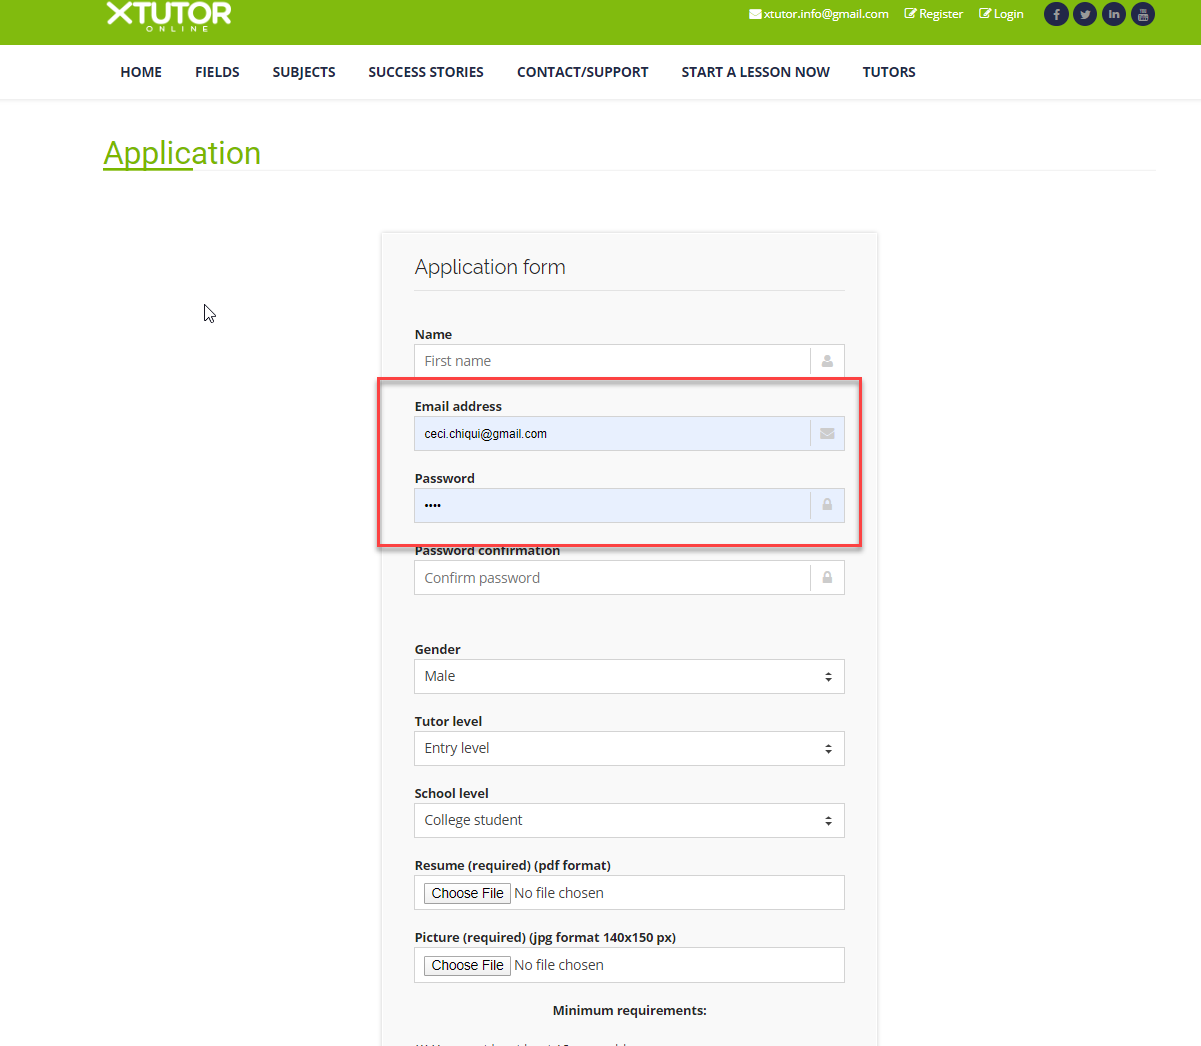 XTUTOR
ONLINE
xtutor.info@gmail.com Register Login
HOME FIELDS SUBJECTS SUCCESS STORIES CONTACT/SUPPORT START A LESSON NOW TUTORS
Application
Application form
Name
First name
Email address
ceci.chiqui@gmail.com
Password
••••
Password confirmation
Confirm password
Gender
Male
Tutor level
Entry level
School level
College student
Resume (required) (pdf format)
Choose File No file chosen
Picture (required) (jpg format 140x150 px)
Choose File No file chosen
Minimum requirements: